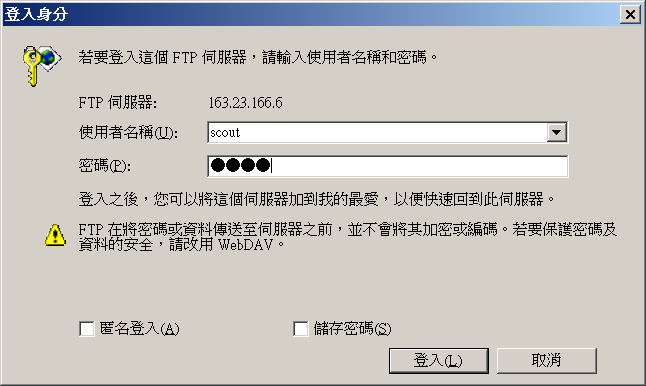 登入身分
若要登入這個 FTP 伺服器，請輸入使用者名稱和密碼。
FTP 伺服器: 163.23.166.6
使用者名稱(U): scout
密碼(P): ●●●●
登入之後，您可以將這個伺服器加到我的最愛，以便快速回到此伺服器。
FTP 在將密碼或資料傳送至伺服器之前，並不會將其加密或編碼。若要保護密碼及
資料的安全，請改用 WebDAV。
匿名登入(A) 儲存密碼(S)
登入(L) 取消